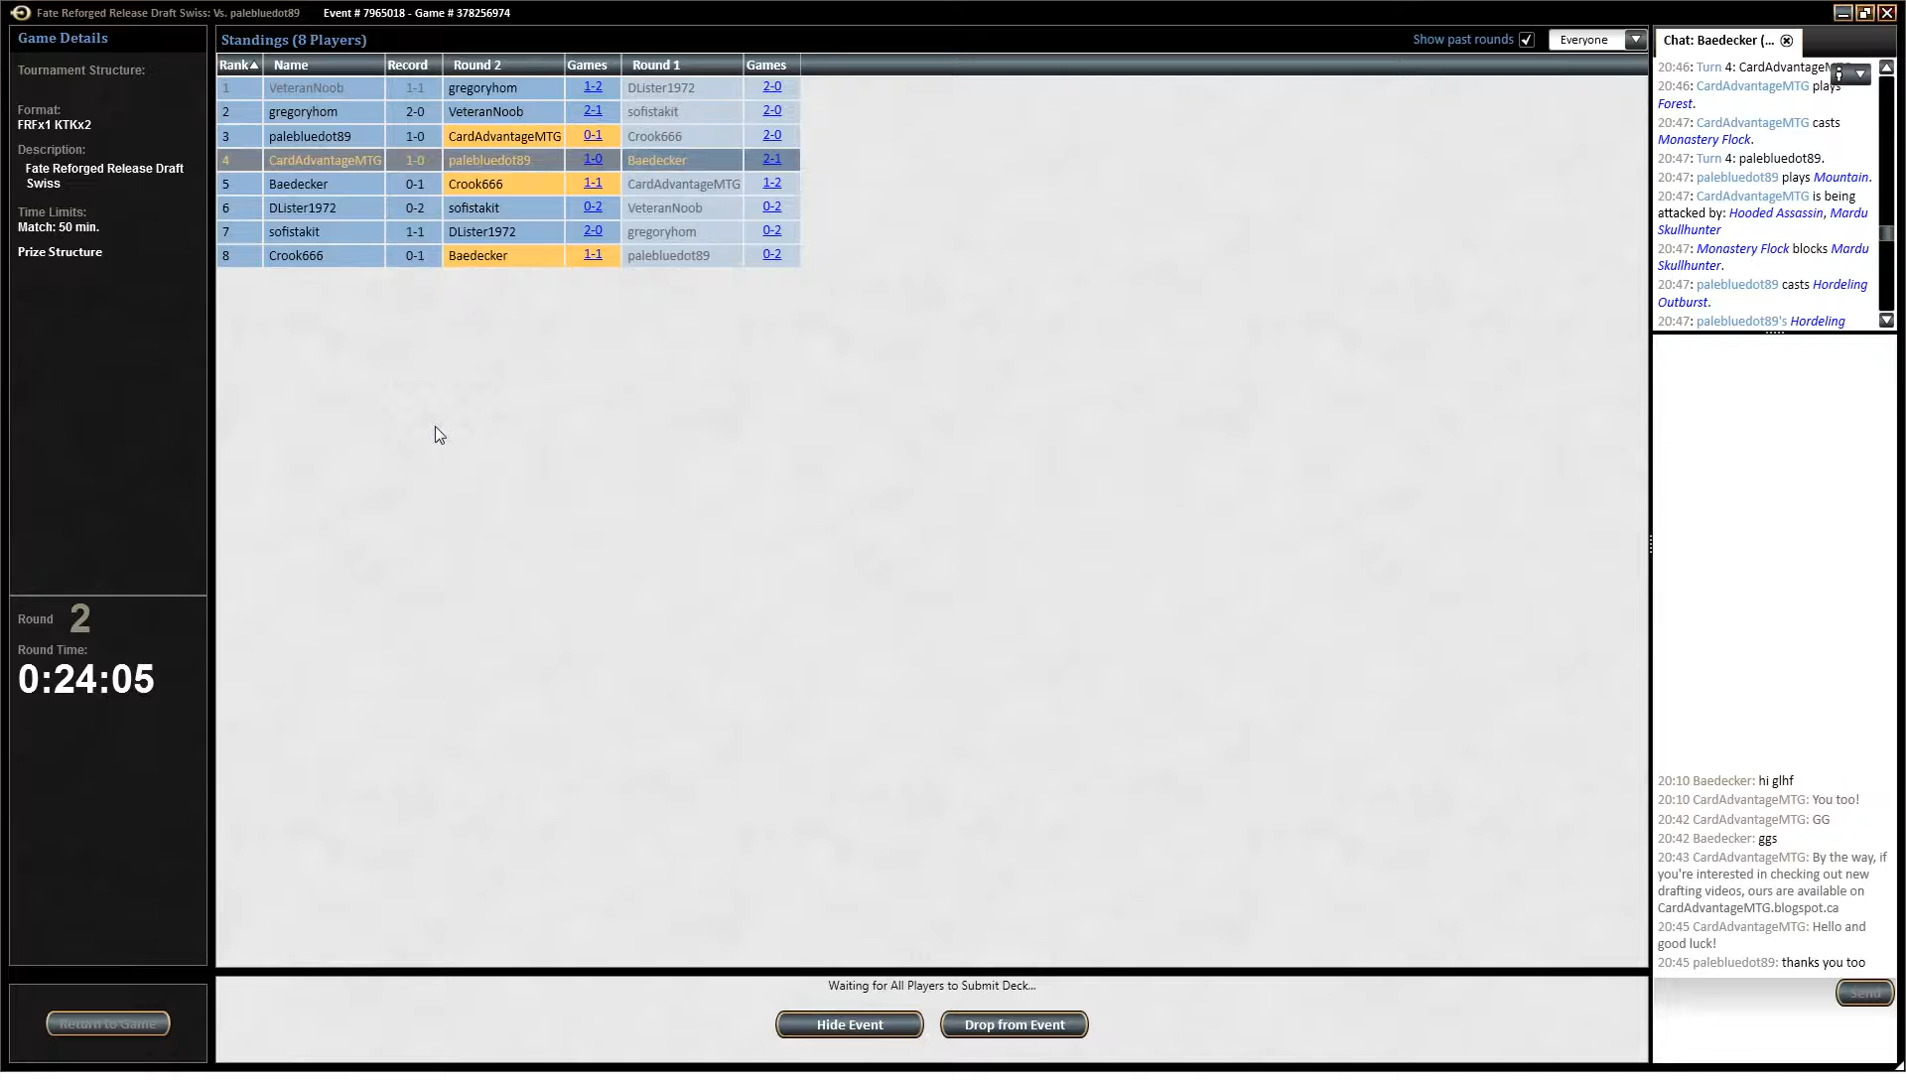 Fate Reforged Release Draft Swiss: Vs. palebluedot89 Event # 7965018 - Game # 378256974
Game Details
Tournament Structure:
Format:
FRFx1 KTKx2
Description:
Fate Reforged Release Draft
Swiss
Time Limits:
Match: 50 min.
Prize Structure
Round 2
Round Time:
0:24:05
Return to Game
Standings (8 Players) Show past rounds Everyone
Rank Name Record Round 2 Games Round 1 Games
1 VeteranNoob 1-1 gregoryhom 1-2 DLister1972 2-0
2 gregoryhom 2-0 VeteranNoob 2-1 sofistakit 2-0
3 palebluedot89 1-0 CardAdvantageMTG 0-1 Crook666 2-0
4 CardAdvantageMTG 1-0 palebluedot89 1-0 Baedecker 2-1
5 Baedecker 0-1 Crook666 1-1 CardAdvantageMTG 1-2
6 DLister1972 0-2 sofistakit 0-2 VeteranNoob 0-2
7 sofistakit 1-1 DLister1972 2-0 gregoryhom 0-2
8 Crook666 0-1 Baedecker 1-1 palebluedot89 0-2
Waiting for All Players to Submit Deck...
Hide Event Drop from Event
Chat: Baedecker (...
20:46: Turn 4: CardAdvantageM
20:46: CardAdvantageMTG plays
Forest.
20:47: CardAdvantageMTG casts
Monastery Flock.
20:47: Turn 4: palebluedot89.
20:47: palebluedot89 plays Mountain.
20:47: CardAdvantageMTG is being
attacked by: Hooded Assassin, Mardu
Skullhunter
20:47: Monastery Flock blocks Mardu
Skullhunter.
20:47: palebluedot89 casts Hordeling
Outburst.
20:47: palebluedot89's Hordeling
20:10 Baedecker: hi glhf
20:10 CardAdvantageMTG: You too!
20:42 CardAdvantageMTG: GG
20:42 Baedecker: ggs
20:43 CardAdvantageMTG: By the way, if
you're interested in checking out new
drafting videos, ours are available on
CardAdvantageMTG.blogspot.ca
20:45 CardAdvantageMTG: Hello and
good luck!
20:45 palebluedot89: thanks you too
Send